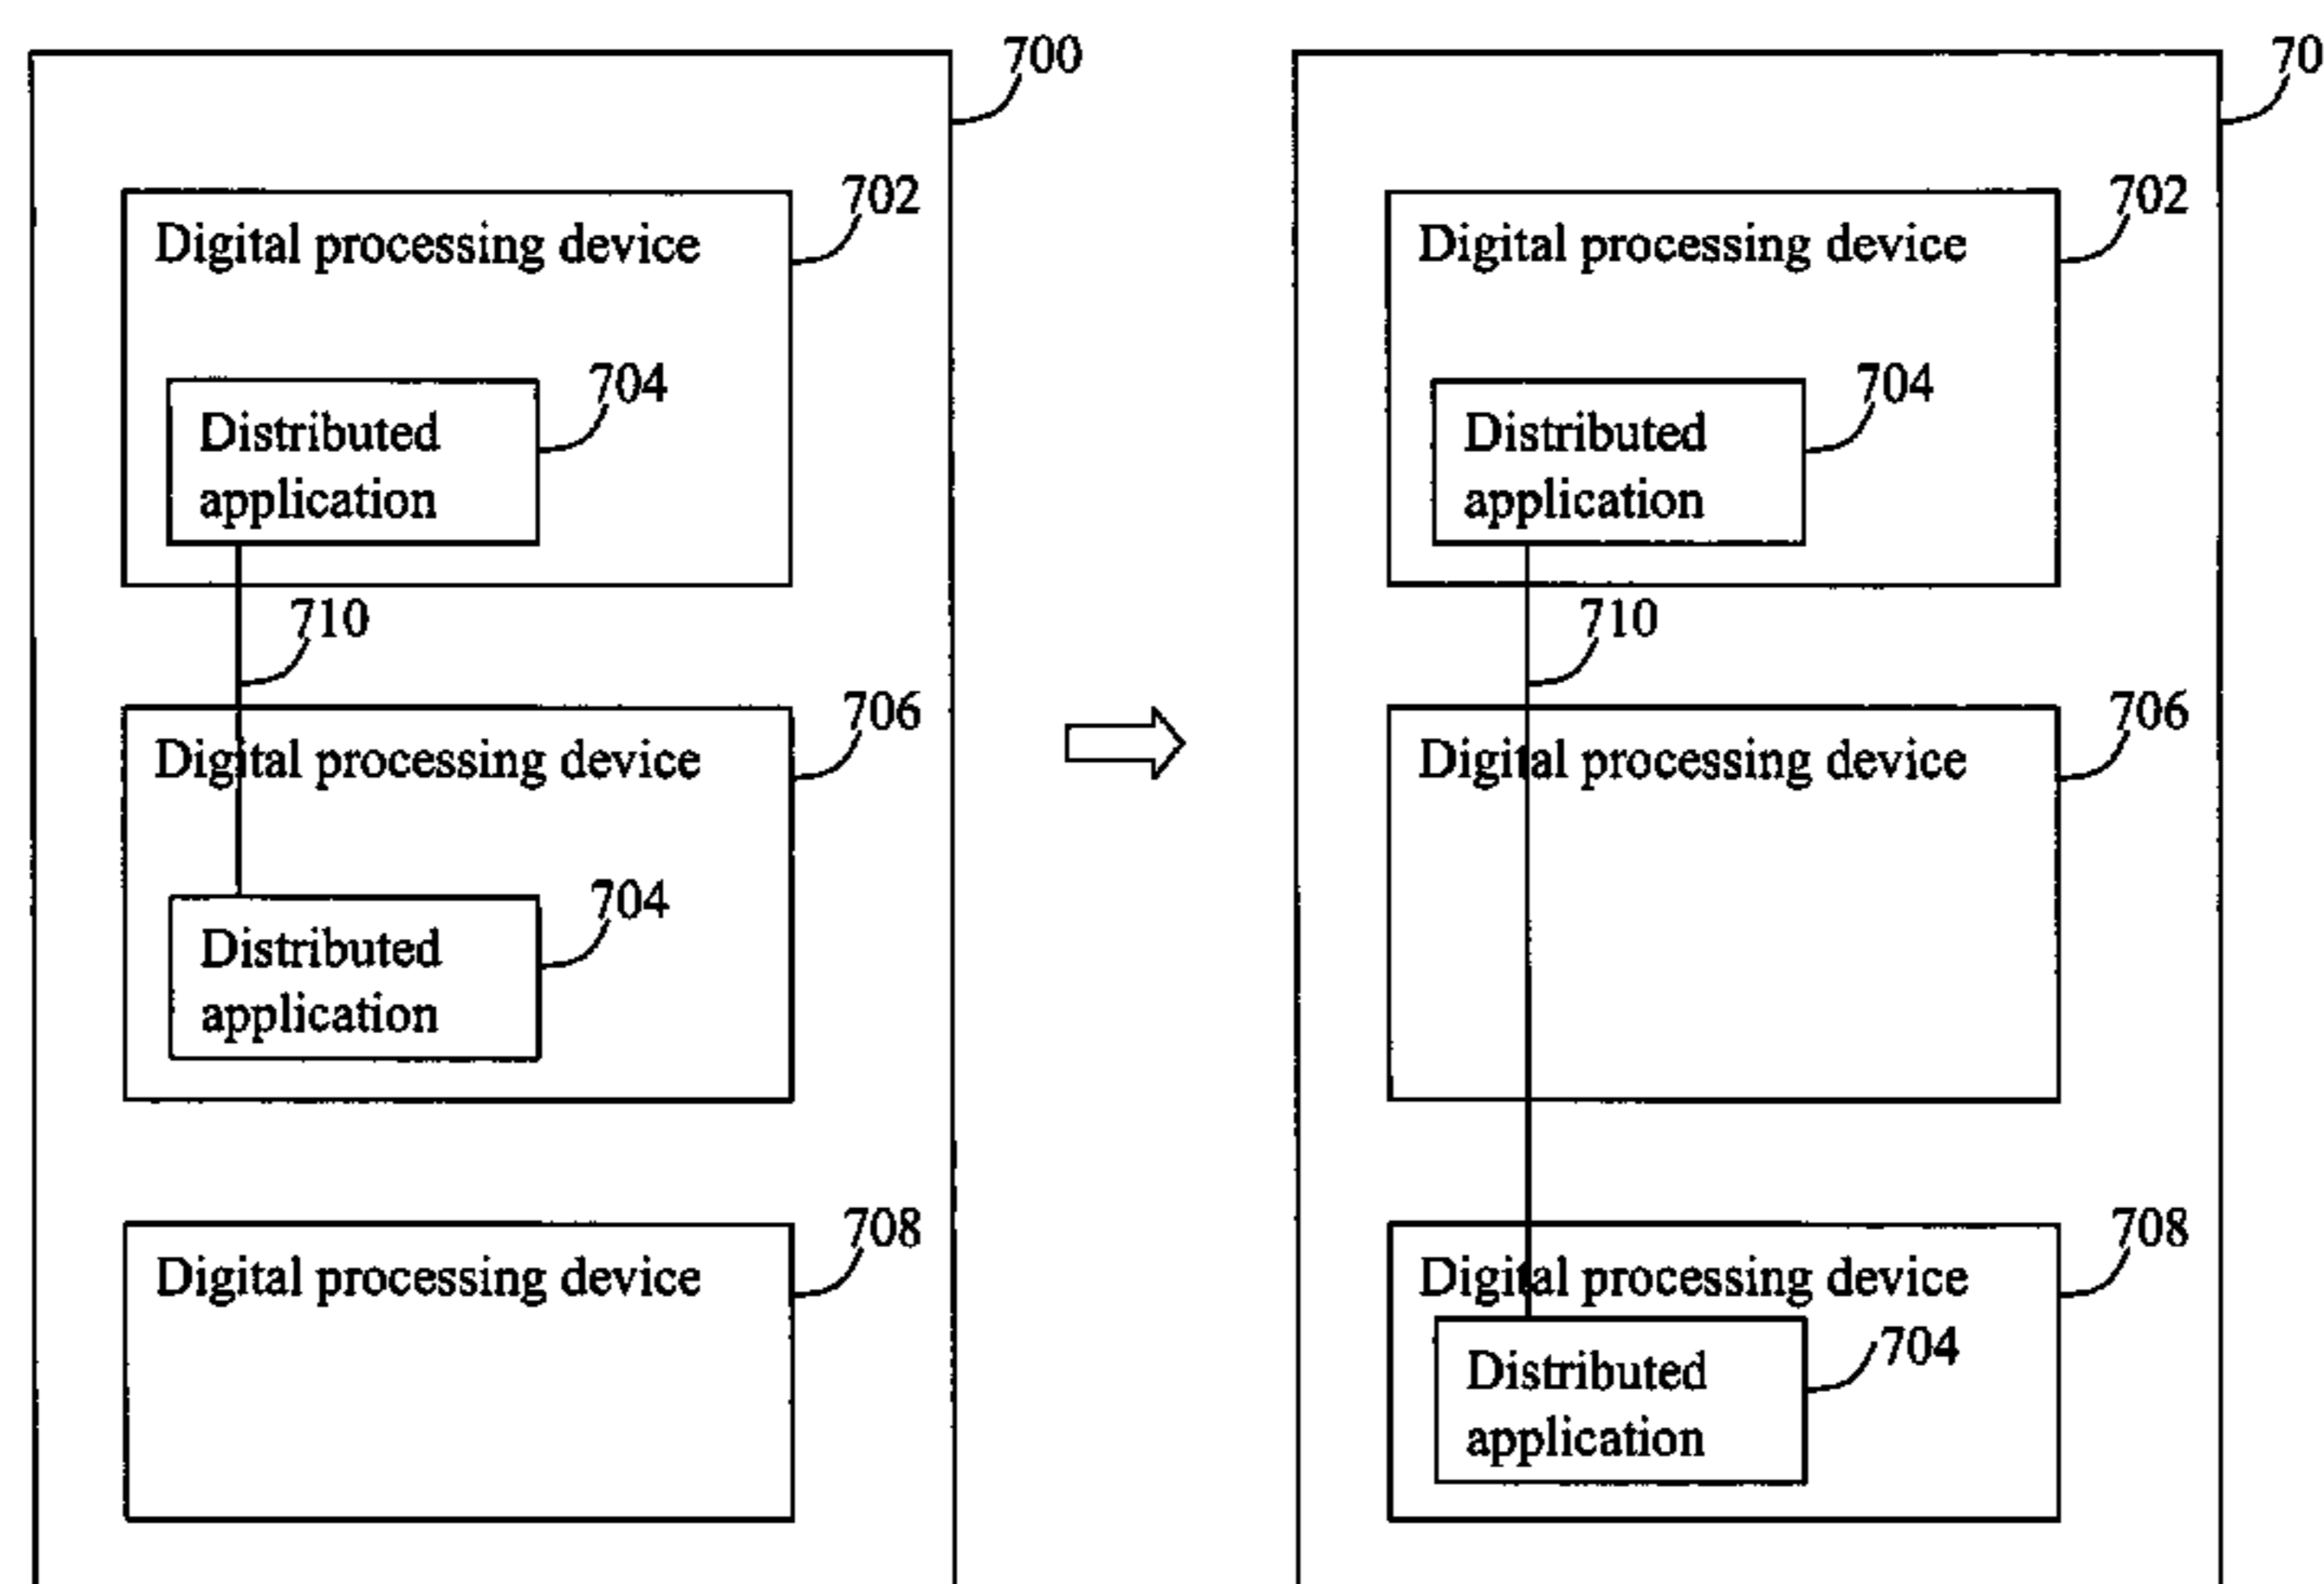 700
702
Digital processing device
704
Distributed
application
710
706
Digital processing device
704
Distributed
application
708
Digital processing device
70
702
Digital processing device
704
Distributed
application
710
706
Digital processing device
708
Digital processing device
704
Distributed
application